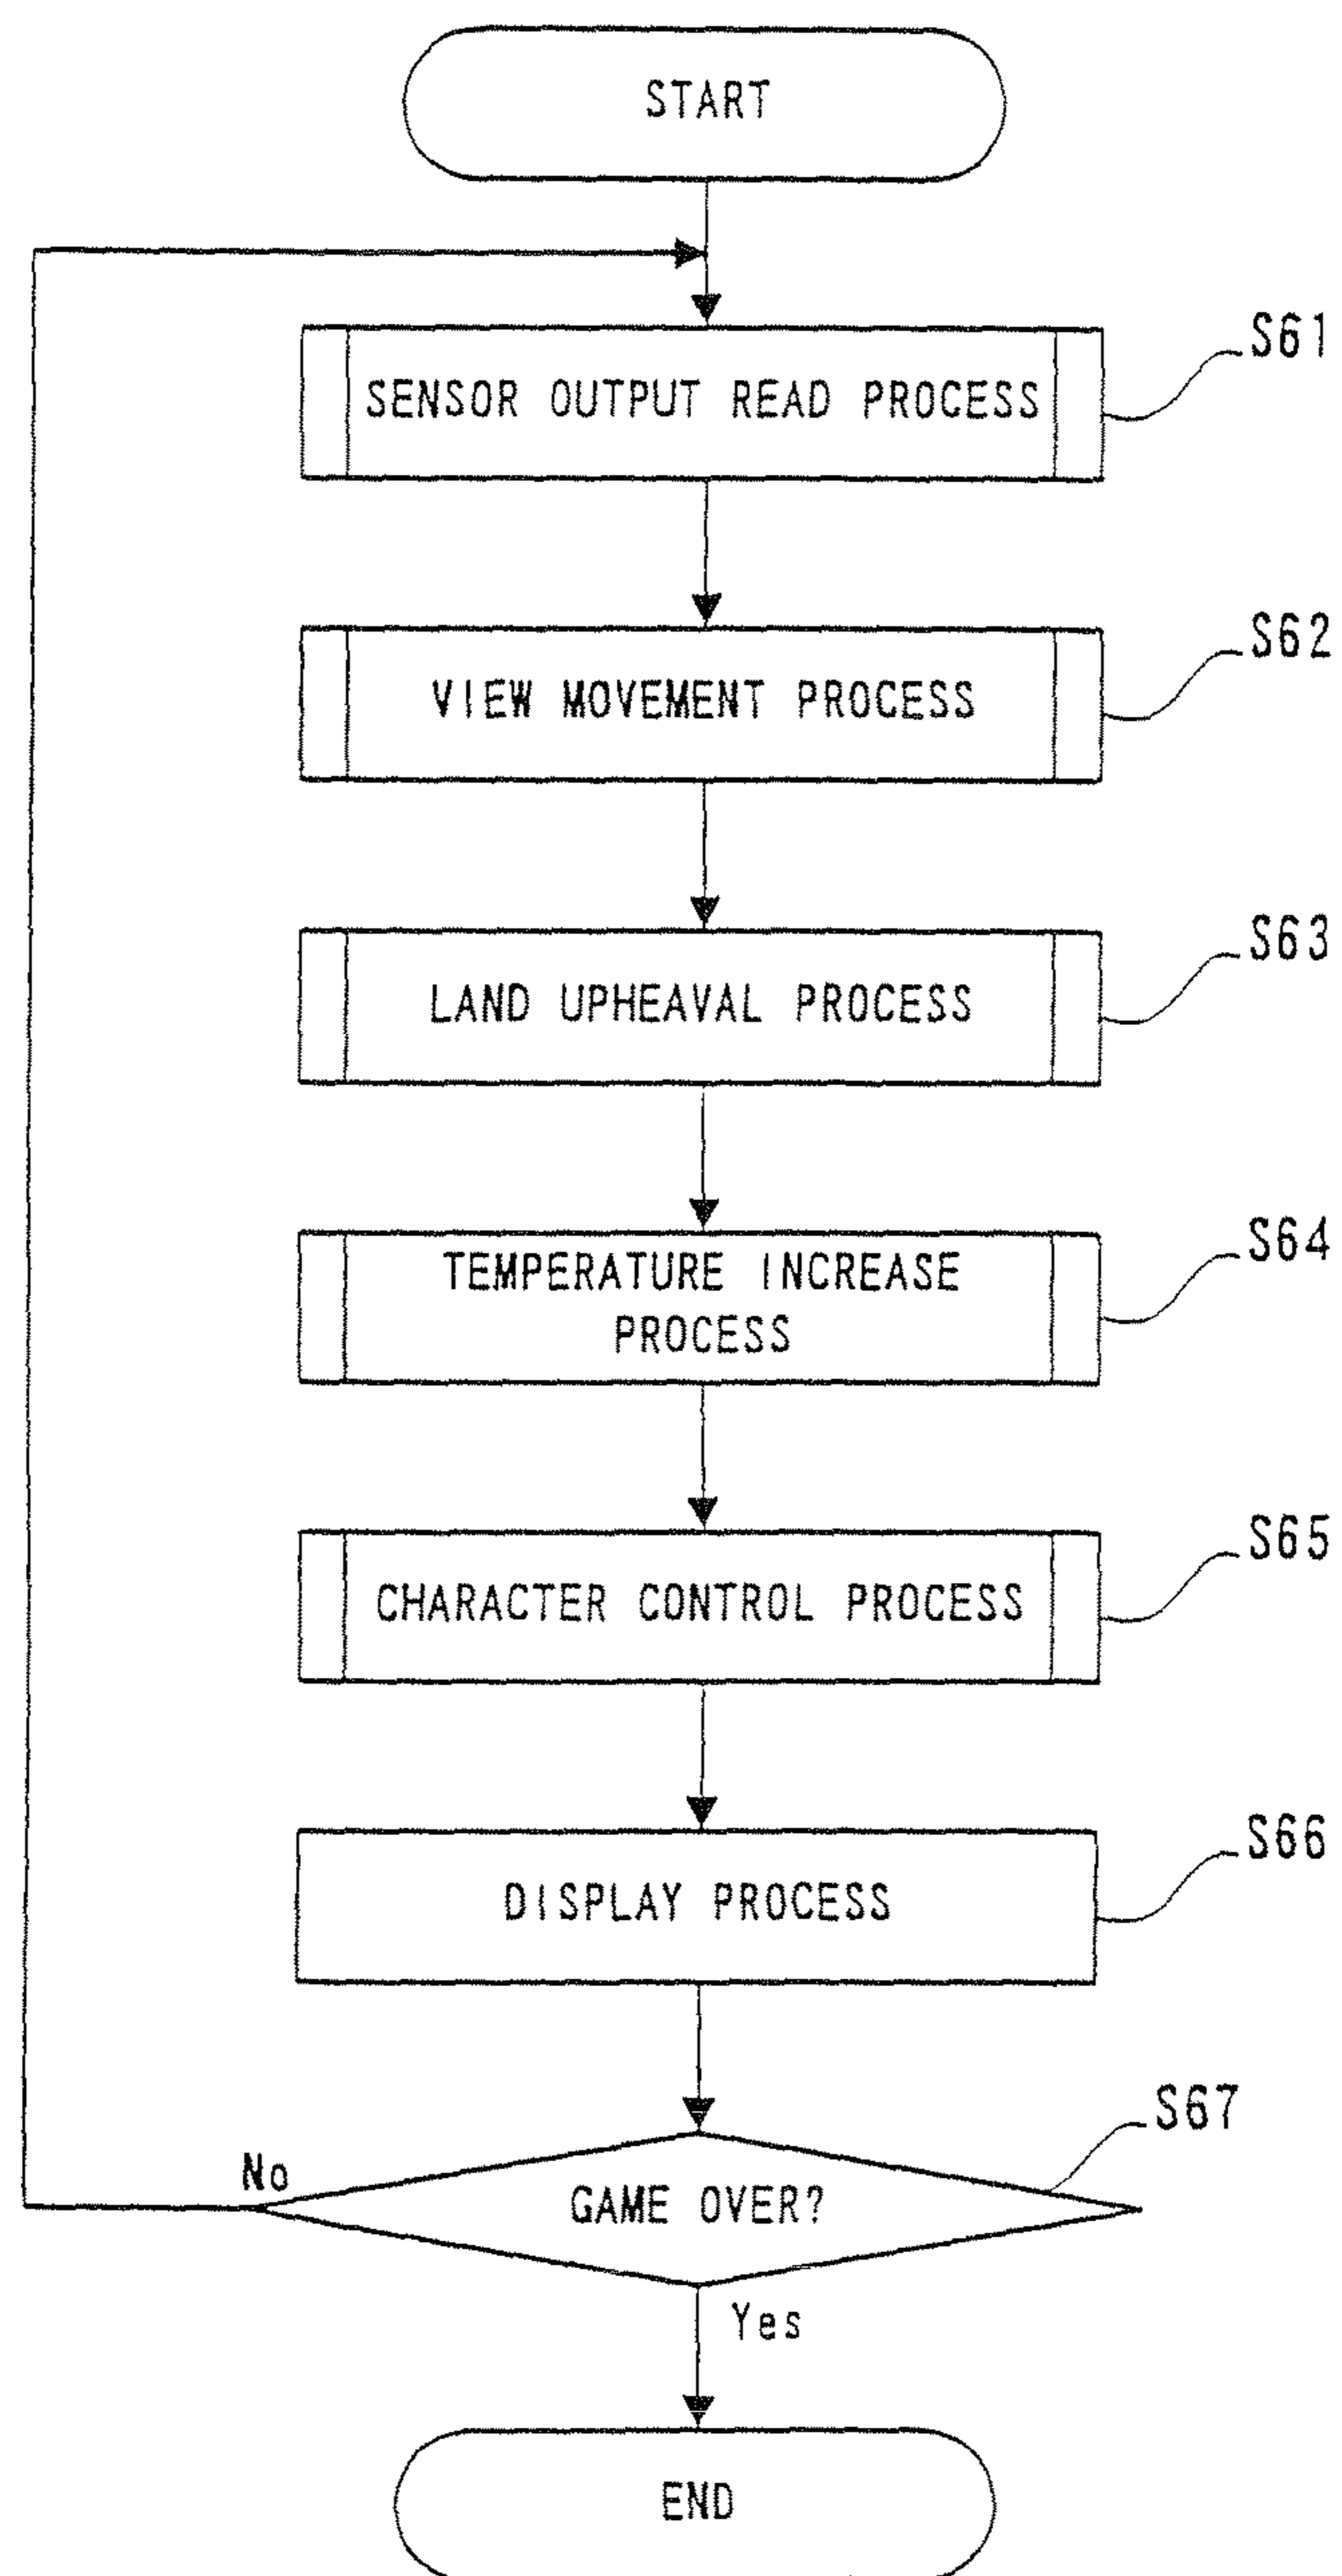 START
SENSOR OUTPUT READ PROCESS
S61
VIEW MOVEMENT PROCESS
S62
LAND UPHEAVAL PROCESS
S63
TEMPERATURE INCREASE
PROCESS
S64
CHARACTER CONTROL PROCESS
S65
DISPLAY PROCESS
S66
GAME OVER?
S67
No
Yes
END